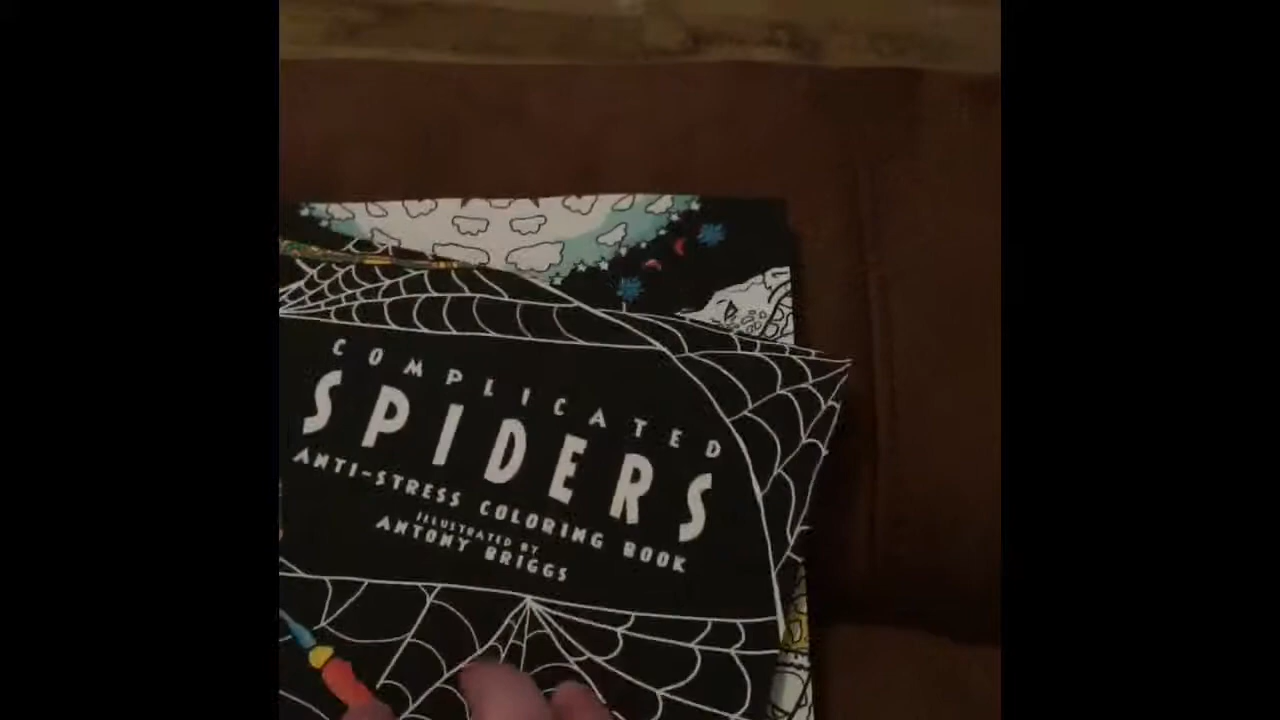 COMPLICATED
SPIDERS
ANTI-STRESS COLORING BOOK
ILLUSTRATED BY
ANTONY BRIGGS